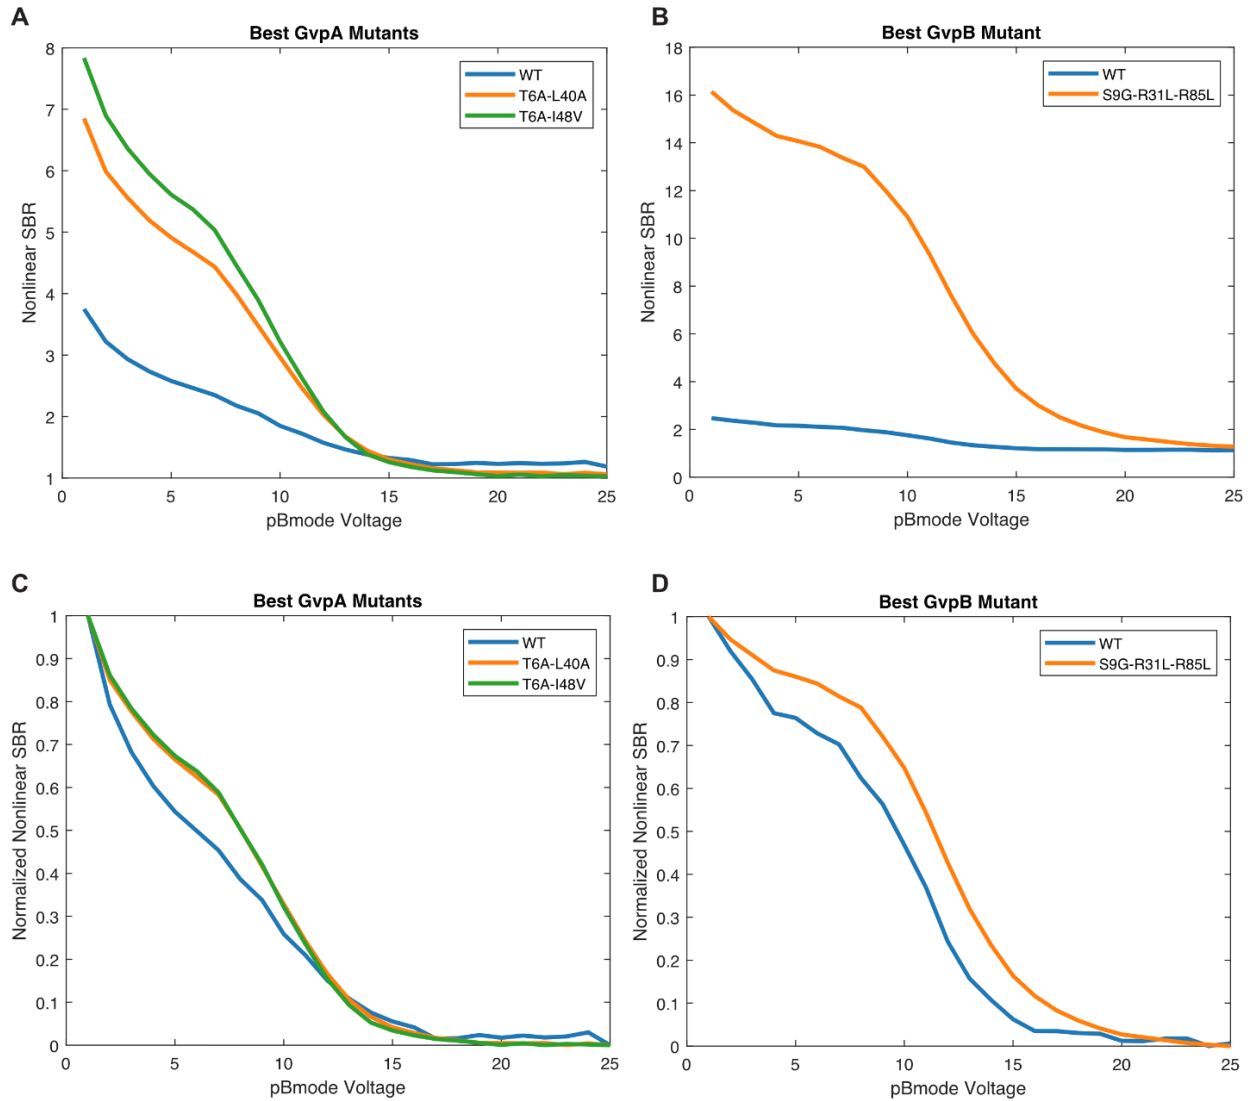 A
Best GvpA Mutants
8
7
6
5
4
3
2
1
Nonlinear SBR
0 5 10 15 20 25
pBmode Voltage
WT
T6A-L40A
T6A-I48V
B
Best GvpB Mutant
18
16
14
12
10
8
6
4
2
0
Nonlinear SBR
0 5 10 15 20 25
pBmode Voltage
WT
S9G-R31L-R85L
C
Best GvpA Mutants
1
0.9
0.8
0.7
0.6
0.5
0.4
0.3
0.2
0.1
0
Normalized Nonlinear SBR
0 5 10 15 20 25
pBmode Voltage
WT
T6A-L40A
T6A-I48V
D
Best GvpB Mutant
1
0.9
0.8
0.7
0.6
0.5
0.4
0.3
0.2
0.1
0
Normalized Nonlinear SBR
0 5 10 15 20 25
pBmode Voltage
WT
S9G-R31L-R85L